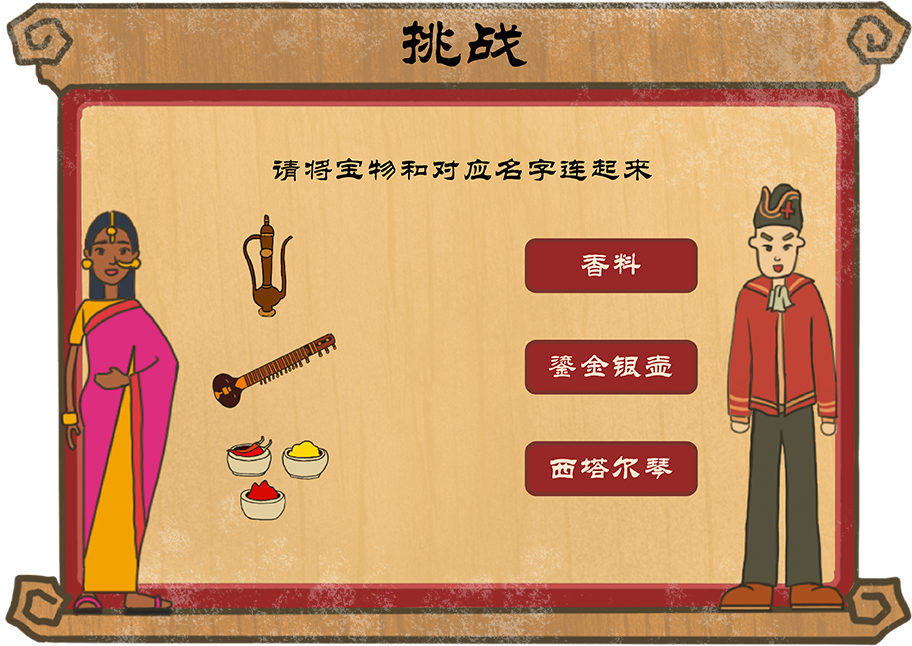 挑战
请将宝物和对应名字连起来
香料
鎏金银壶
西塔尔琴